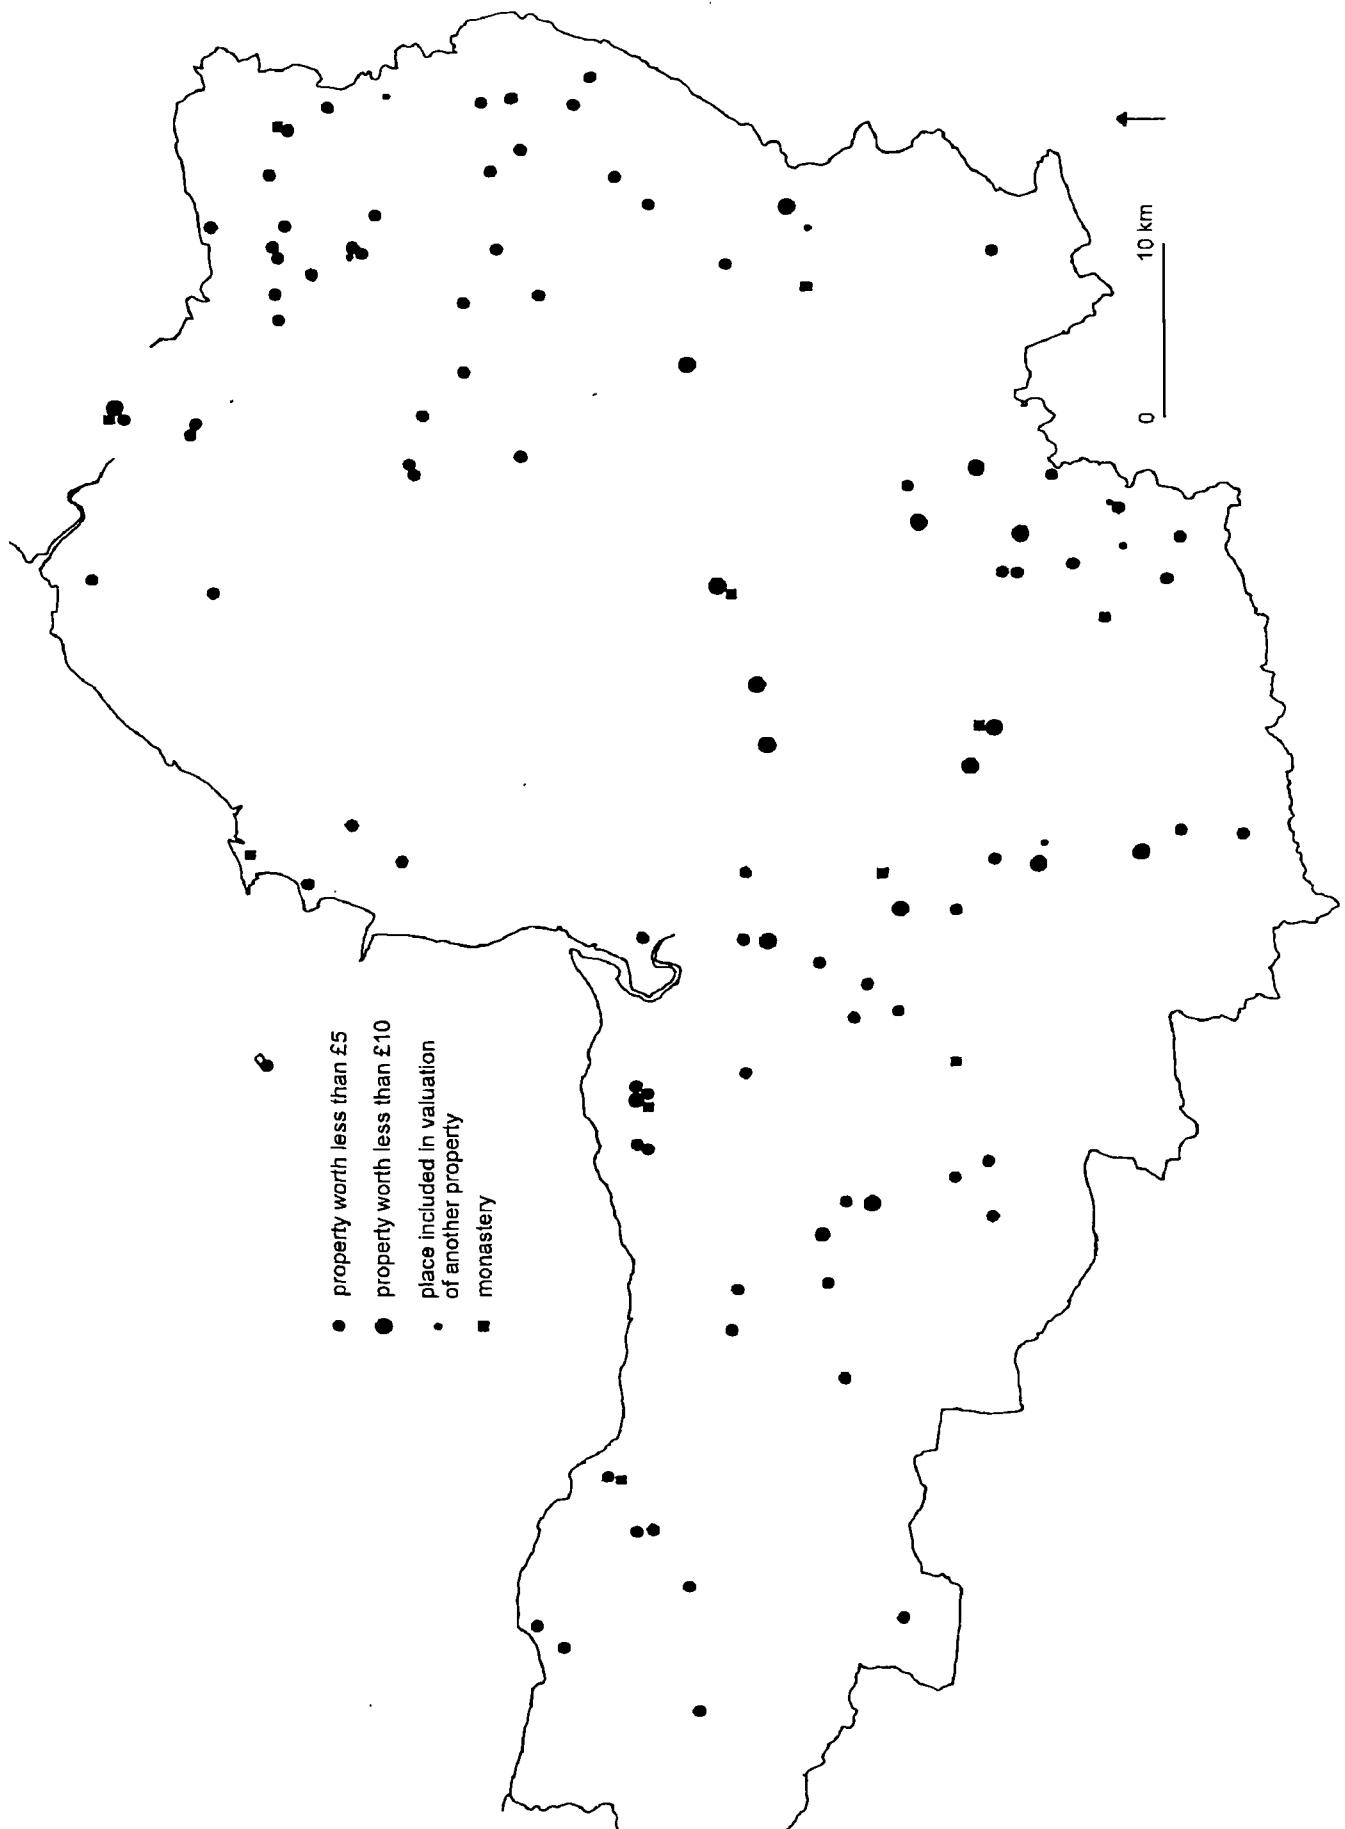 property worth less than £5
property worth less than £10
place included in valuation
of another property
monastery
0 10 km